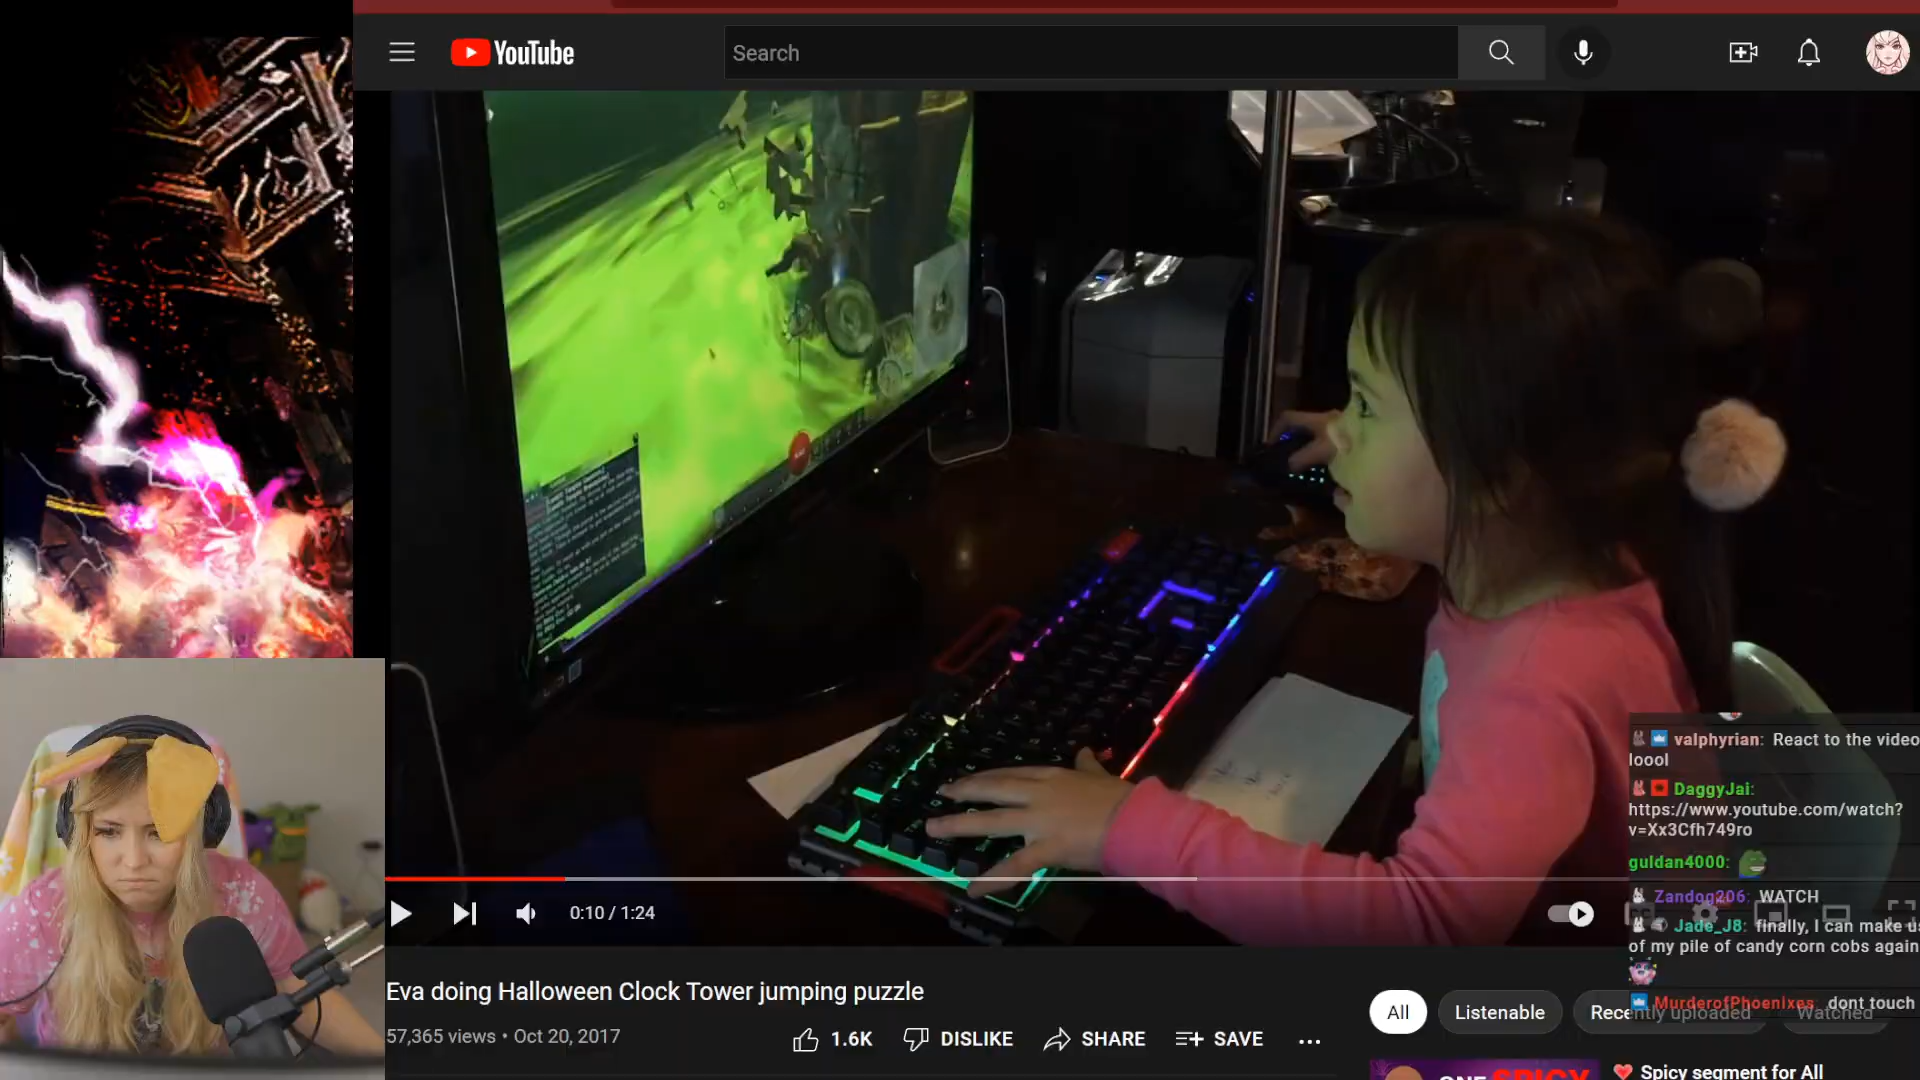 YouTube
Search
valphyrian: React to the video
loool
DaggyJai:
https://www.youtube.com/watch?
v=Xx3Cfh749ro
guldan4000:
Zandog206: WATCH
Jade_J8: finally, I can make us
of my pile of candy corn cobs again
MurderofPhoenixes: dont touch
0:10 / 1:24
Eva doing Halloween Clock Tower jumping puzzle
57,365 views • Oct 20, 2017
1.6K DISLIKE SHARE SAVE
All Listenable Recently uploaded Watched
Spicy segment for All
ONE SPICY